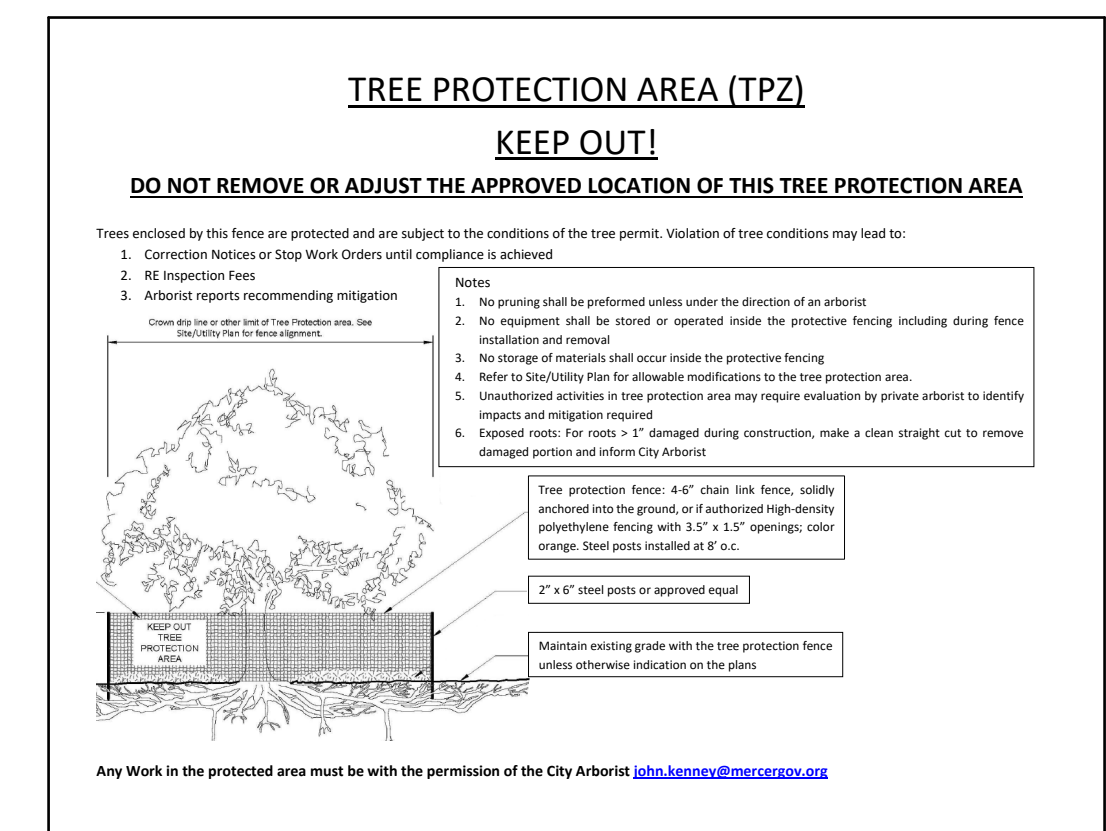 TREE PROTECTION AREA (TPZ)
KEEP OUT!
DO NOT REMOVE OR ADJUST THE APPROVED LOCATION OF THIS TREE PROTECTION AREA
Trees enclosed by this fence are protected and are subject to the conditions of the tree permit. Violation of tree conditions may lead to:
1. Correction Notices or Stop Work Orders until compliance is achieved
2. RE Inspection Fees
3. Arborist reports recommending mitigation
Notes
1. No pruning shall be preformed unless under the direction of an arborist
2. No equipment shall be stored or operated inside the protective fencing including during fence
installation and removal
3. No storage of materials shall occur inside the protective fencing
4. Refer to Site/Utility Plan for allowable modifications to the tree protection area.
5. Unauthorized activities in tree protection area may require evaluation by private arborist to identify
impacts and mitigation required
6. Exposed roots: For roots > 1” damaged during construction, make a clean straight cut to remove
damaged portion and inform City Arborist
Crown drip line or other limit of Tree Protection area. See
Site/Utility Plan for fence alignment.
Tree protection fence: 4-6” chain link fence, solidly
anchored into the ground, or if authorized High-density
polyethylene fencing with 3.5” x 1.5” openings; color
orange. Steel posts installed at 8’ o.c.
2” x 6” steel posts or approved equal
KEEP OUT
TREE
PROTECTION
AREA
Maintain existing grade with the tree protection fence
unless otherwise indication on the plans
Any Work in the protected area must be with the permission of the City Arborist john.kenney@mercergov.org